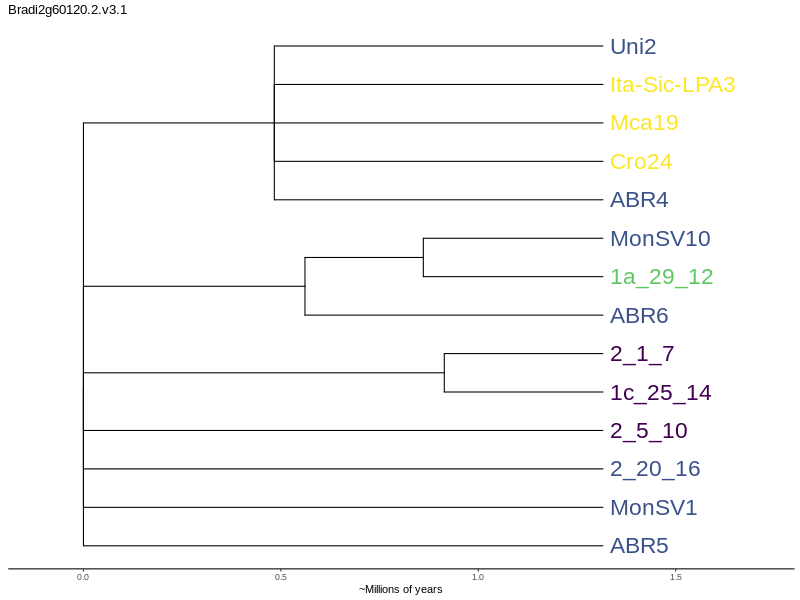 Bradi2g60120.2.v3.1
Uni2
Ita-Sic-LPA3
Mca19
Cro24
ABR4
MonSV10
1a_29_12
ABR6
2_1_7
1c_25_14
2_5_10
2_20_16
MonSV1
ABR5
0.0 0.5 1.0 1.5
~Millions of years